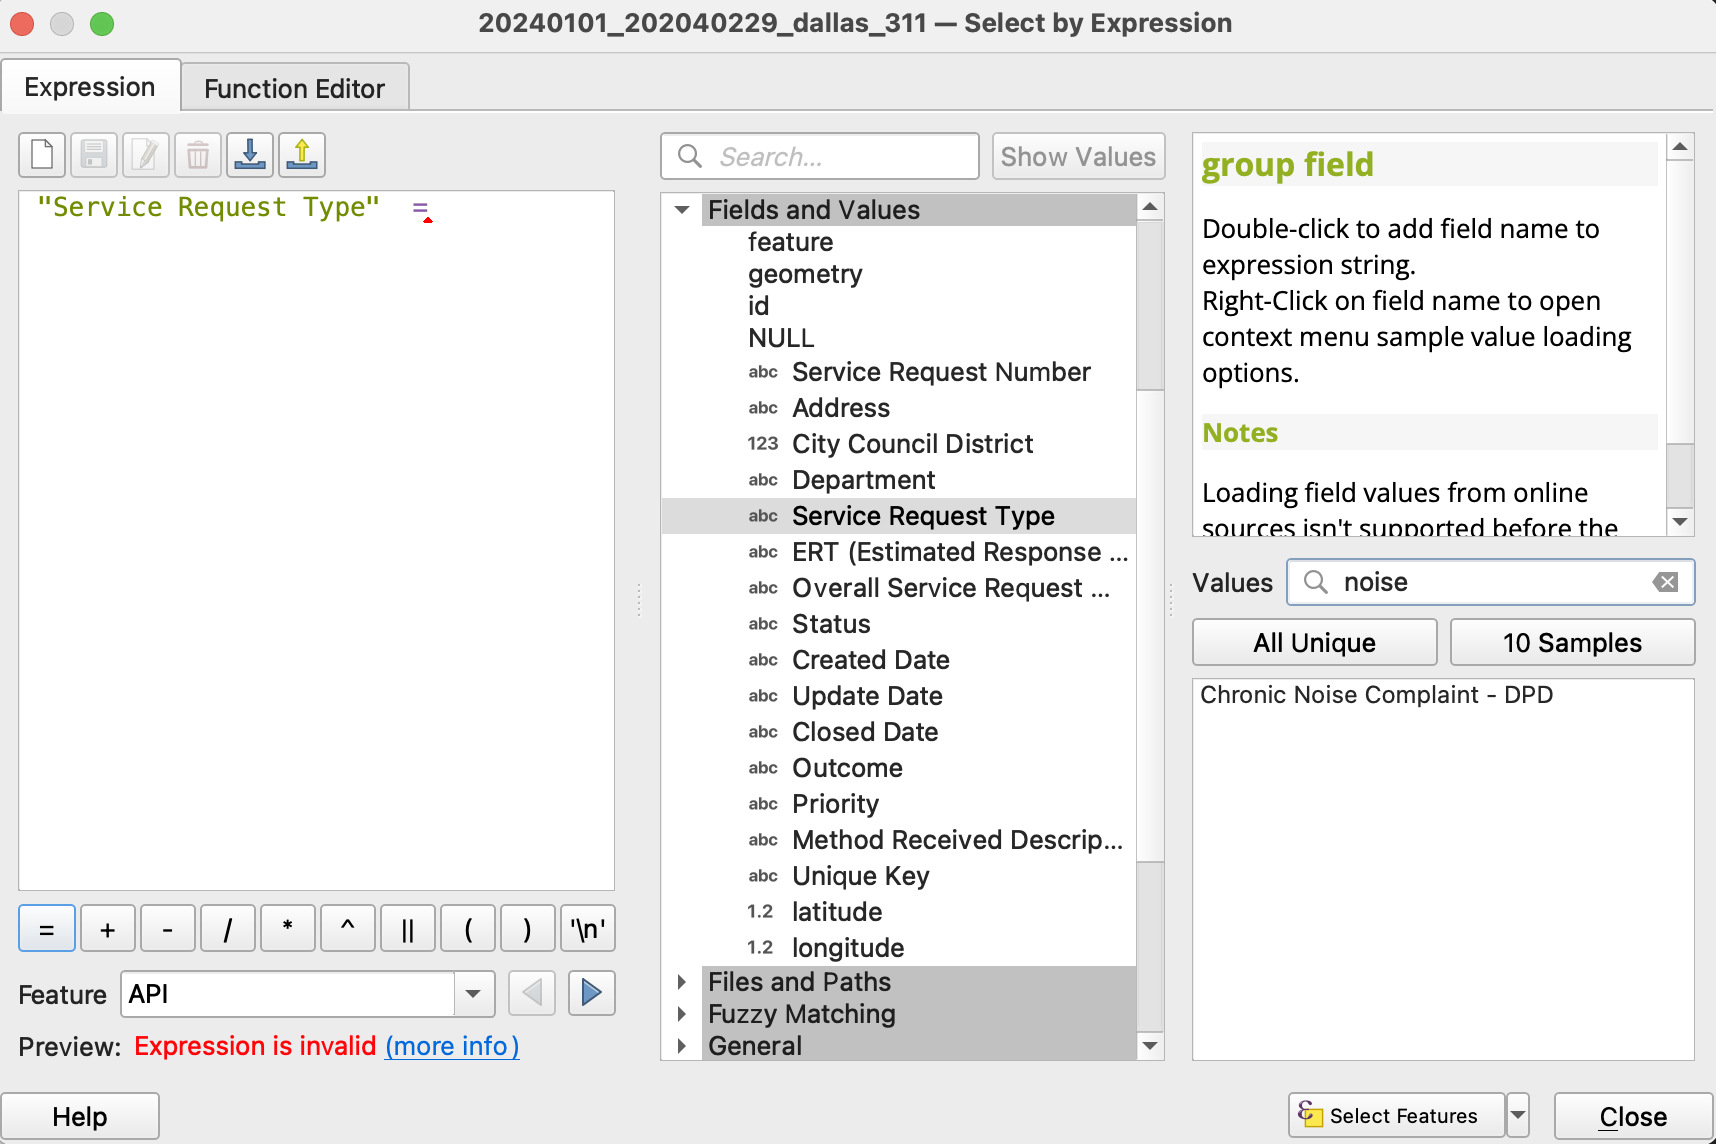 20240101_202040229_dallas_311 — Select by Expression
Expression
Function Editor
"Service Request Type"  =
= + - / * ^ || ( ) '\n'
Feature API
Preview: Expression is invalid (more info)
Help
Search...
Show Values
Fields and Values
feature
geometry
id
NULL
abc Service Request Number
abc Address
123 City Council District
abc Department
abc Service Request Type
abc ERT (Estimated Response ...
abc Overall Service Request ...
abc Status
abc Created Date
abc Update Date
abc Closed Date
abc Outcome
abc Priority
abc Method Received Descrip...
abc Unique Key
1.2 latitude
1.2 longitude
Files and Paths
Fuzzy Matching
General
group field
Double-click to add field name to
expression string.
Right-Click on field name to open
context menu sample value loading
options.
Notes
Loading field values from online
sources isn't supported before the
Values noise
All Unique
10 Samples
Chronic Noise Complaint - DPD
ε Select Features
Close